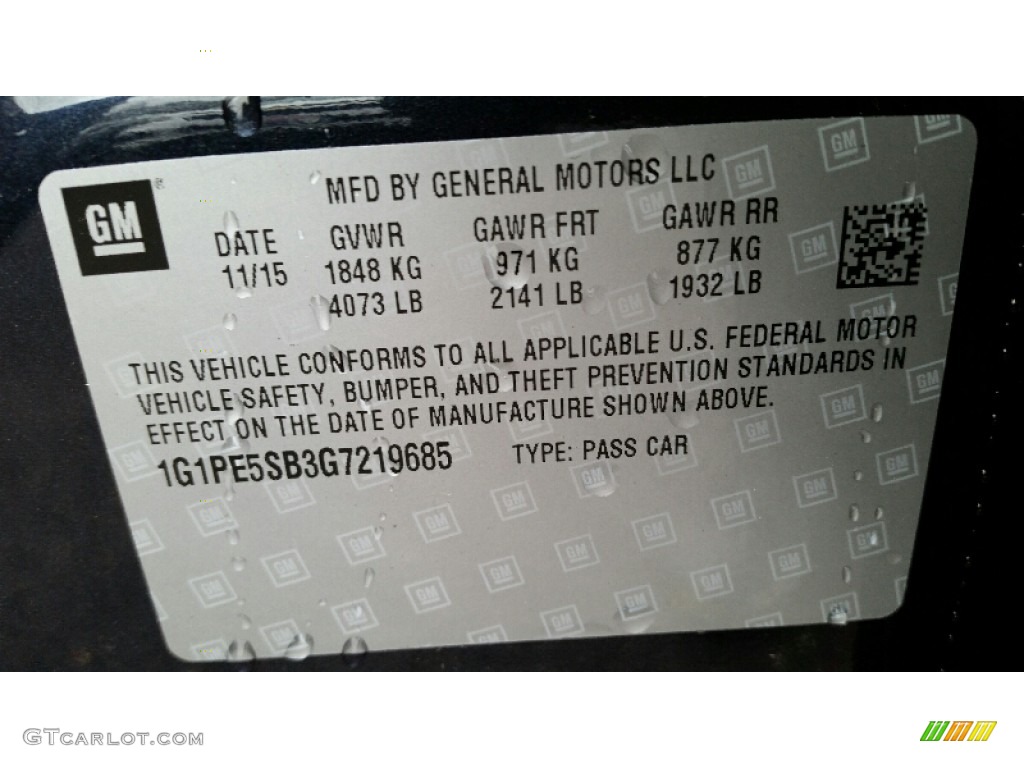 GM
MFD BY GENERAL MOTORS LLC
DATE GVWR GAWR FRT GAWR RR
11/15 1848 KG 971 KG 877 KG
4073 LB 2141 LB 1932 LB
THIS VEHICLE CONFORMS TO ALL APPLICABLE U.S. FEDERAL MOTOR
VEHICLE SAFETY, BUMPER, AND THEFT PREVENTION STANDARDS IN
EFFECT ON THE DATE OF MANUFACTURE SHOWN ABOVE.
1G1PE5SB3G7219685 TYPE: PASS CAR
GTCARLOT.COM